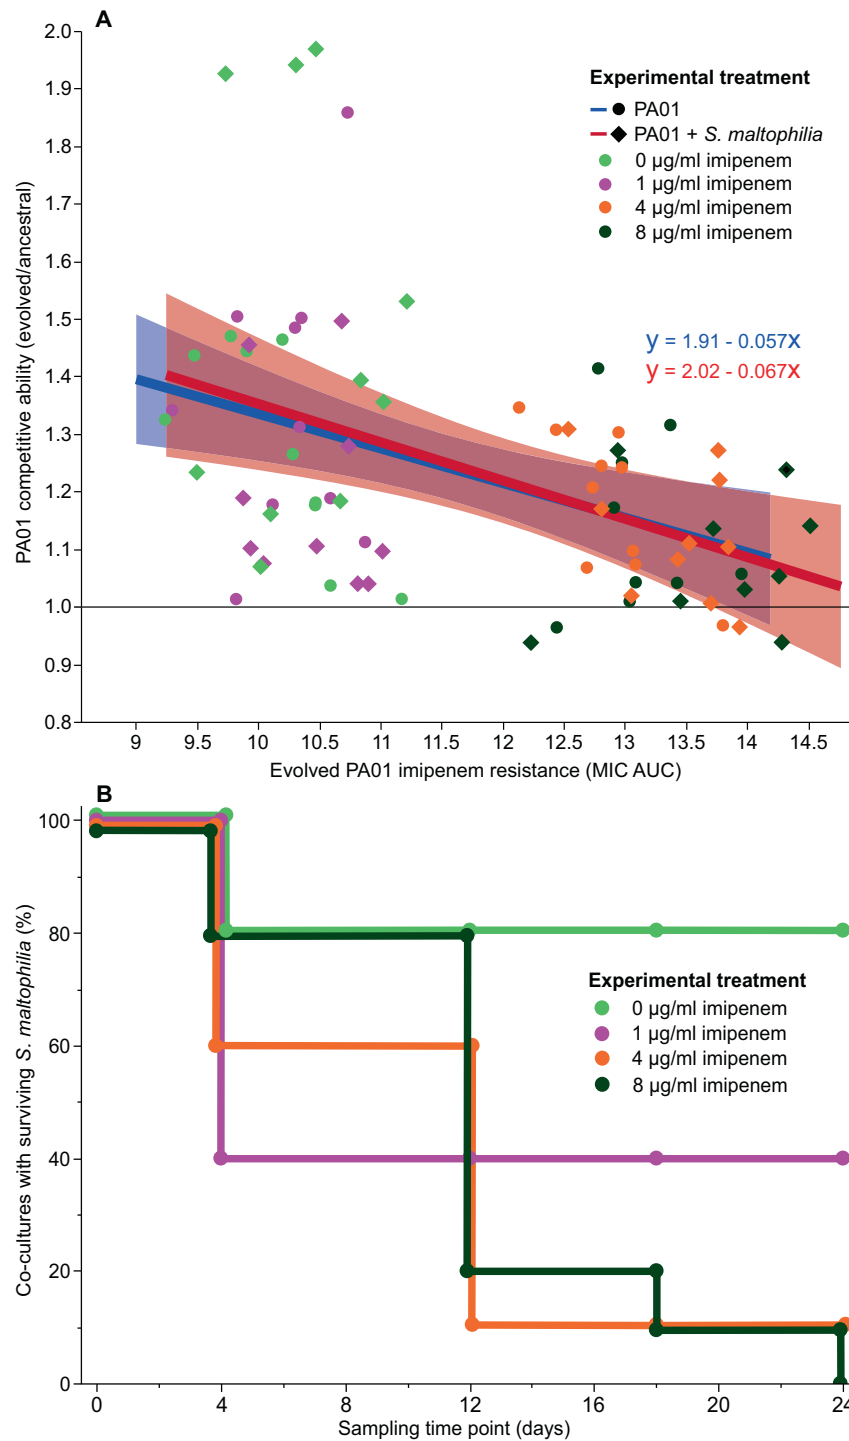 A
2.0
1.9
1.8
1.7
1.6
1.5
1.4
1.3
1.2
1.1
1.0
0.9
0.8
PA01 competitive ability (evolved/ancestral)
Experimental treatment
PA01
PA01 + S. maltophilia
0 µg/ml imipenem
1 µg/ml imipenem
4 µg/ml imipenem
8 µg/ml imipenem
y = 1.91 - 0.057x
y = 2.02 - 0.067x
9 9.5 10 10.5 11 11.5 12 12.5 13 13.5 14 14.5
Evolved PA01 imipenem resistance (MIC AUC)
B
100
80
60
40
20
0
Co-cultures with surviving S. maltophilia (%)
Experimental treatment
0 µg/ml imipenem
1 µg/ml imipenem
4 µg/ml imipenem
8 µg/ml imipenem
0 4 8 12 16 20 24
Sampling time point (days)